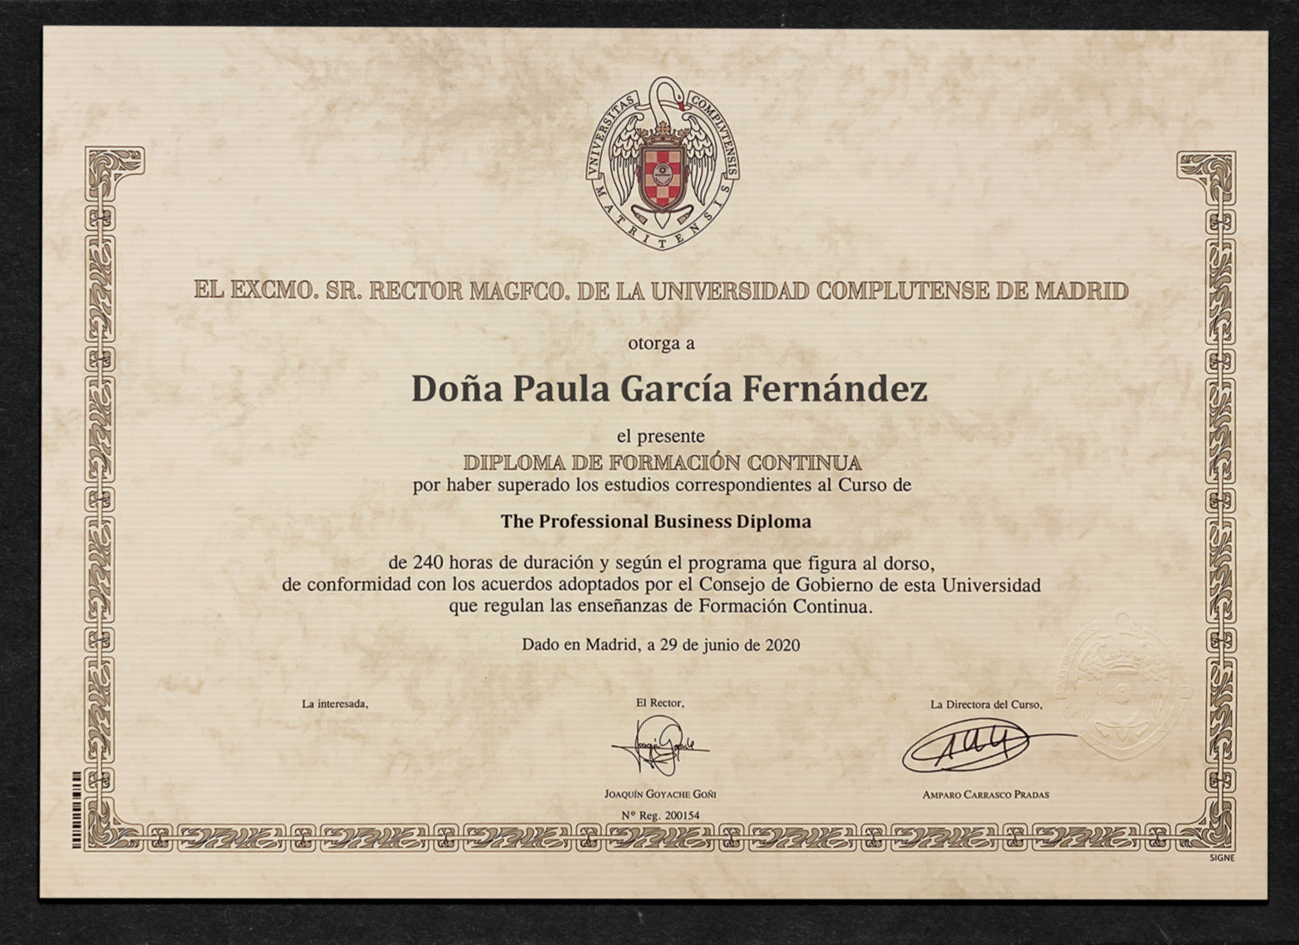 VNIVERSITAS COMPLVTENSIS MATRITENSIS
EL EXCMO. SR. RECTOR MAGFCO. DE LA UNIVERSIDAD COMPLUTENSE DE MADRID
otorga a
Doña Paula García Fernández
el presente
DIPLOMA DE FORMACIÓN CONTINUA
por haber superado los estudios correspondientes al Curso de
The Professional Business Diploma
de 240 horas de duración y según el programa que figura al dorso,
de conformidad con los acuerdos adoptados por el Consejo de Gobierno de esta Universidad
que regulan las enseñanzas de Formación Continua.
Dado en Madrid, a 29 de junio de 2020
La interesada,
El Rector,
La Directora del Curso,
JOAQUÍN GOYACHE GOÑI
AMPARO CARRASCO PRADAS
Nº Reg. 200154
SIGNE